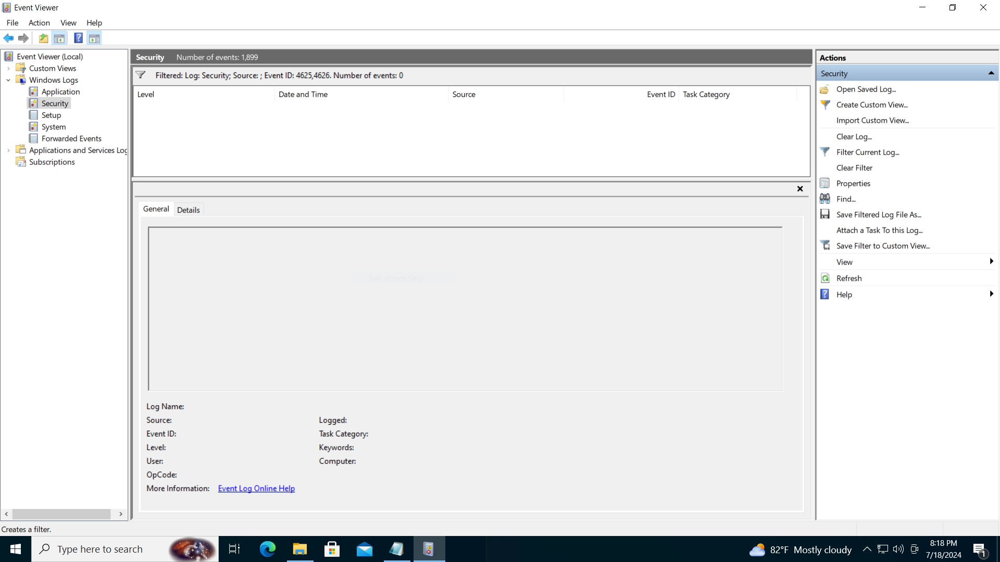 Event Viewer
File Action View Help
Event Viewer (Local)
Custom Views
Windows Logs
Application
Security
Setup
System
Forwarded Events
Applications and Services Log
Subscriptions
Security Number of events: 1,899
Filtered: Log: Security; Source: ; Event ID: 4625,4626. Number of events: 0
Level Date and Time Source Event ID Task Category
General Details
Full-screen Snip
Log Name:
Source: Logged:
Event ID: Task Category:
Level: Keywords:
User: Computer:
OpCode:
More Information: Event Log Online Help
Actions
Security
Open Saved Log...
Create Custom View...
Import Custom View...
Clear Log...
Filter Current Log...
Clear Filter
Properties
Find...
Save Filtered Log File As...
Attach a Task To this Log...
Save Filter to Custom View...
View
Refresh
Help
Creates a filter.
Type here to search
82°F Mostly cloudy
8:18 PM
7/18/2024
1